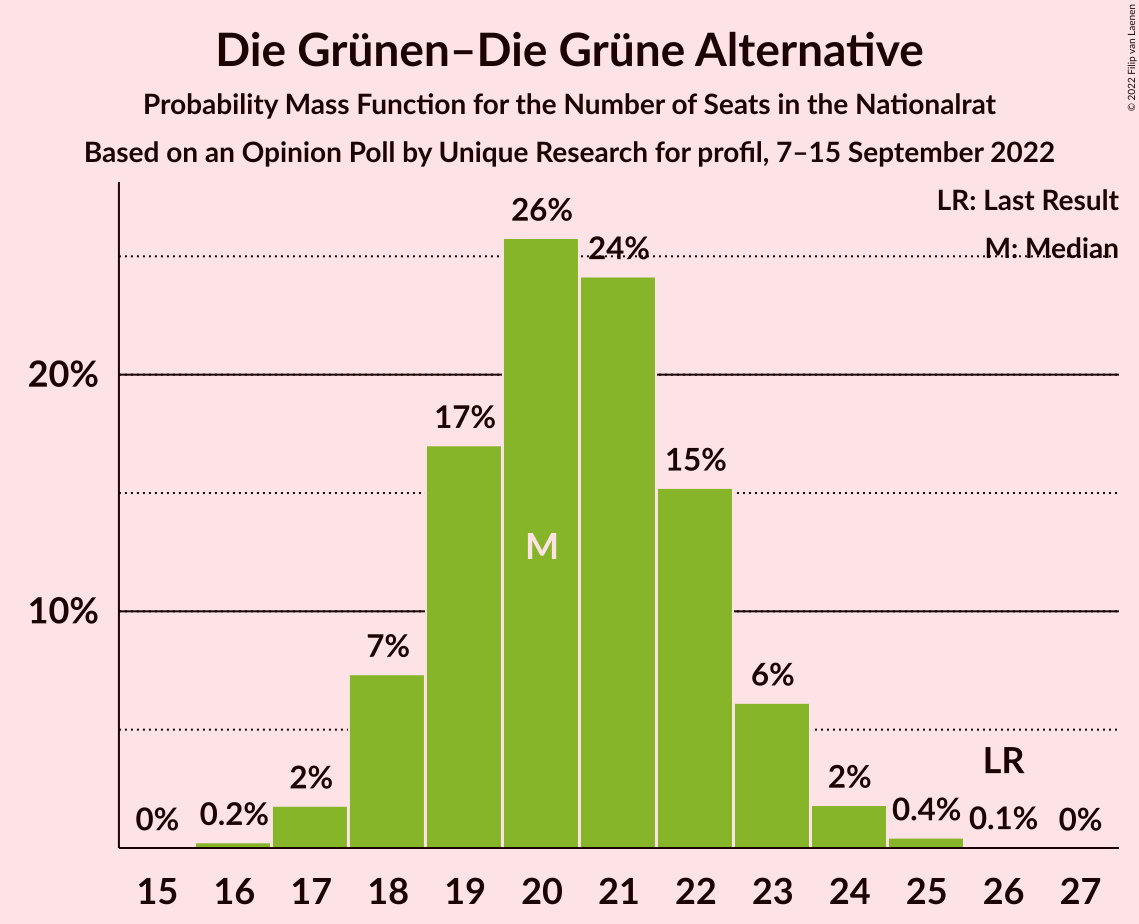 Die Grünen–Die Grüne Alternative
Probability Mass Function for the Number of Seats in the Nationalrat
Based on an Opinion Poll by Unique Research for profil, 7–15 September 2022
© 2022 Filip van Laenen
LR: Last Result
M: Median
20%
10%
0%
0.2%
2%
7%
17%
26%
24%
15%
6%
2%
0.4%
0.1%
0%
M
LR
15 16 17 18 19 20 21 22 23 24 25 26 27